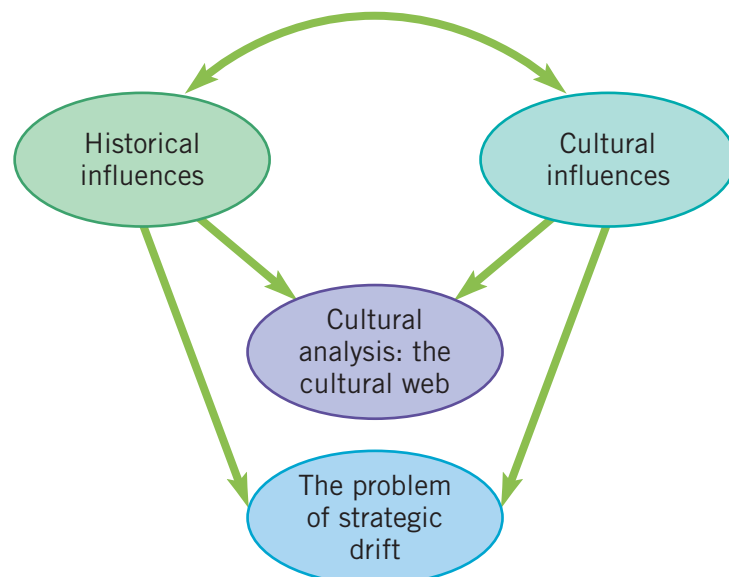 Historical
influences
Cultural
influences
Cultural
analysis: the
cultural web
The problem
of strategic
drift